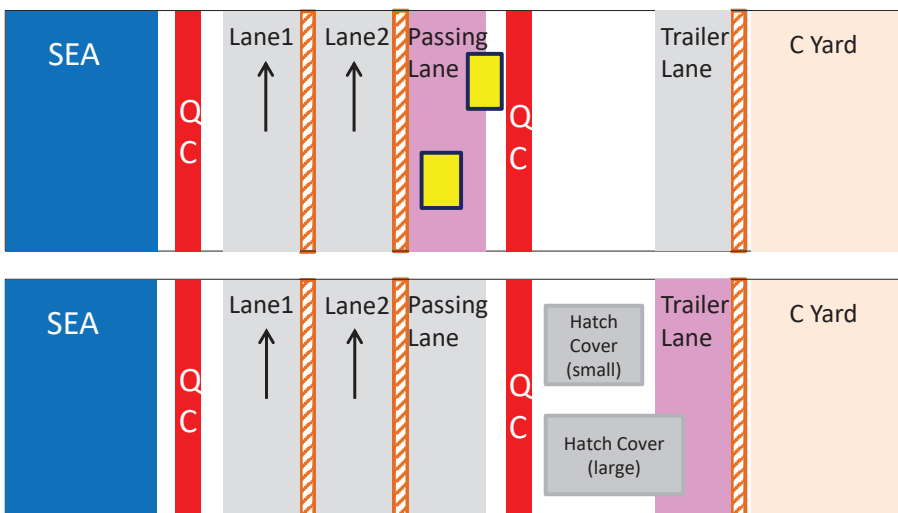 SEA
Q
C
Lane1
Lane2
Passing
Lane
Q
C
Trailer
Lane
C Yard
SEA
Q
C
Lane1
Lane2
Passing
Lane
Q
C
Hatch
Cover
(small)
Hatch Cover
(large)
Trailer
Lane
C Yard